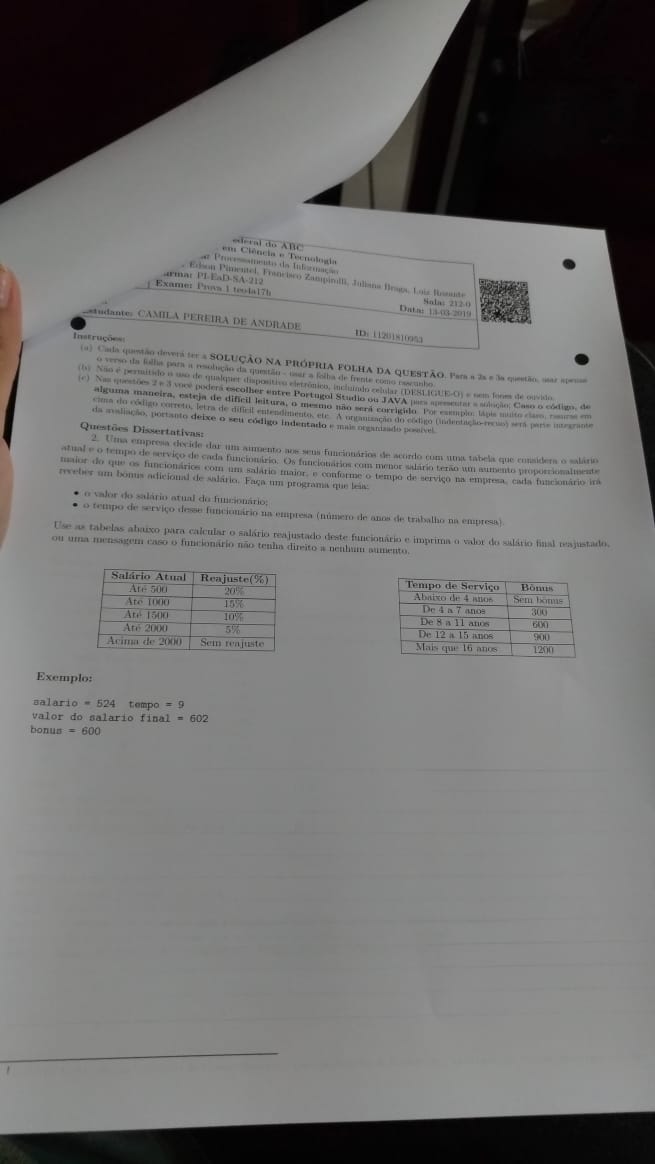 ederal do ABC
em Ciência e Tecnologia
Processamento da Informação
Edson Pimentel, Francisco Zampirolli, Juliana Braga, Luiz Rozante
urma: PI-EaD-SA-212
Sala: 212-0
Exame: Prova 1 teo4a17h
Data: 13-03-2019
studante: CAMILA PEREIRA DE ANDRADE
ID: 11201810953
Instruções:
(a) Cada questão deverá ter a SOLUÇÃO NA PRÓPRIA FOLHA DA QUESTÃO. Para a 2a e 3a questão, usar apenas
o verso da folha para a resolução da questão - usar a folha de frente como rascunho.
(b) Não é permitido o uso de qualquer dispositivo eletrônico, incluindo celular (DESLIGUE-O) e nem fones de ouvido.
(c) Nas questões 2 e 3 você poderá escolher entre Portugol Studio ou JAVA para apresentar a solução. Caso o código, de
alguma maneira, esteja de difícil leitura, o mesmo não será corrigido. Por exemplo: lápis muito claro, rasuras em
cima do código correto, letra de difícil entendimento, etc. A organização do código (indentação-recuo) será parte integrante
da avaliação, portanto deixe o seu código indentado e mais organizado possível.
Questões Dissertativas:
2. Uma empresa decide dar um aumento aos seus funcionários de acordo com uma tabela que considera o salário
atual e o tempo de serviço de cada funcionário. Os funcionários com menor salário terão um aumento proporcionalmente
maior do que os funcionários com um salário maior, e conforme o tempo de serviço na empresa, cada funcionário irá
receber um bônus adicional de salário. Faça um programa que leia:
• o valor do salário atual do funcionário;
• o tempo de serviço desse funcionário na empresa (número de anos de trabalho na empresa).
Use as tabelas abaixo para calcular o salário reajustado deste funcionário e imprima o valor do salário final reajustado,
ou uma mensagem caso o funcionário não tenha direito a nenhum aumento.
Salário Atual Reajuste(%)
Até 500 20%
Até 1000 15%
Até 1500 10%
Até 2000 5%
Acima de 2000 Sem reajuste
Tempo de Serviço Bônus
Abaixo de 4 anos Sem bônus
De 4 a 7 anos 300
De 8 a 11 anos 600
De 12 a 15 anos 900
Mais que 16 anos 1200
Exemplo:
salario = 524 tempo = 9
valor do salario final = 602
bonus = 600